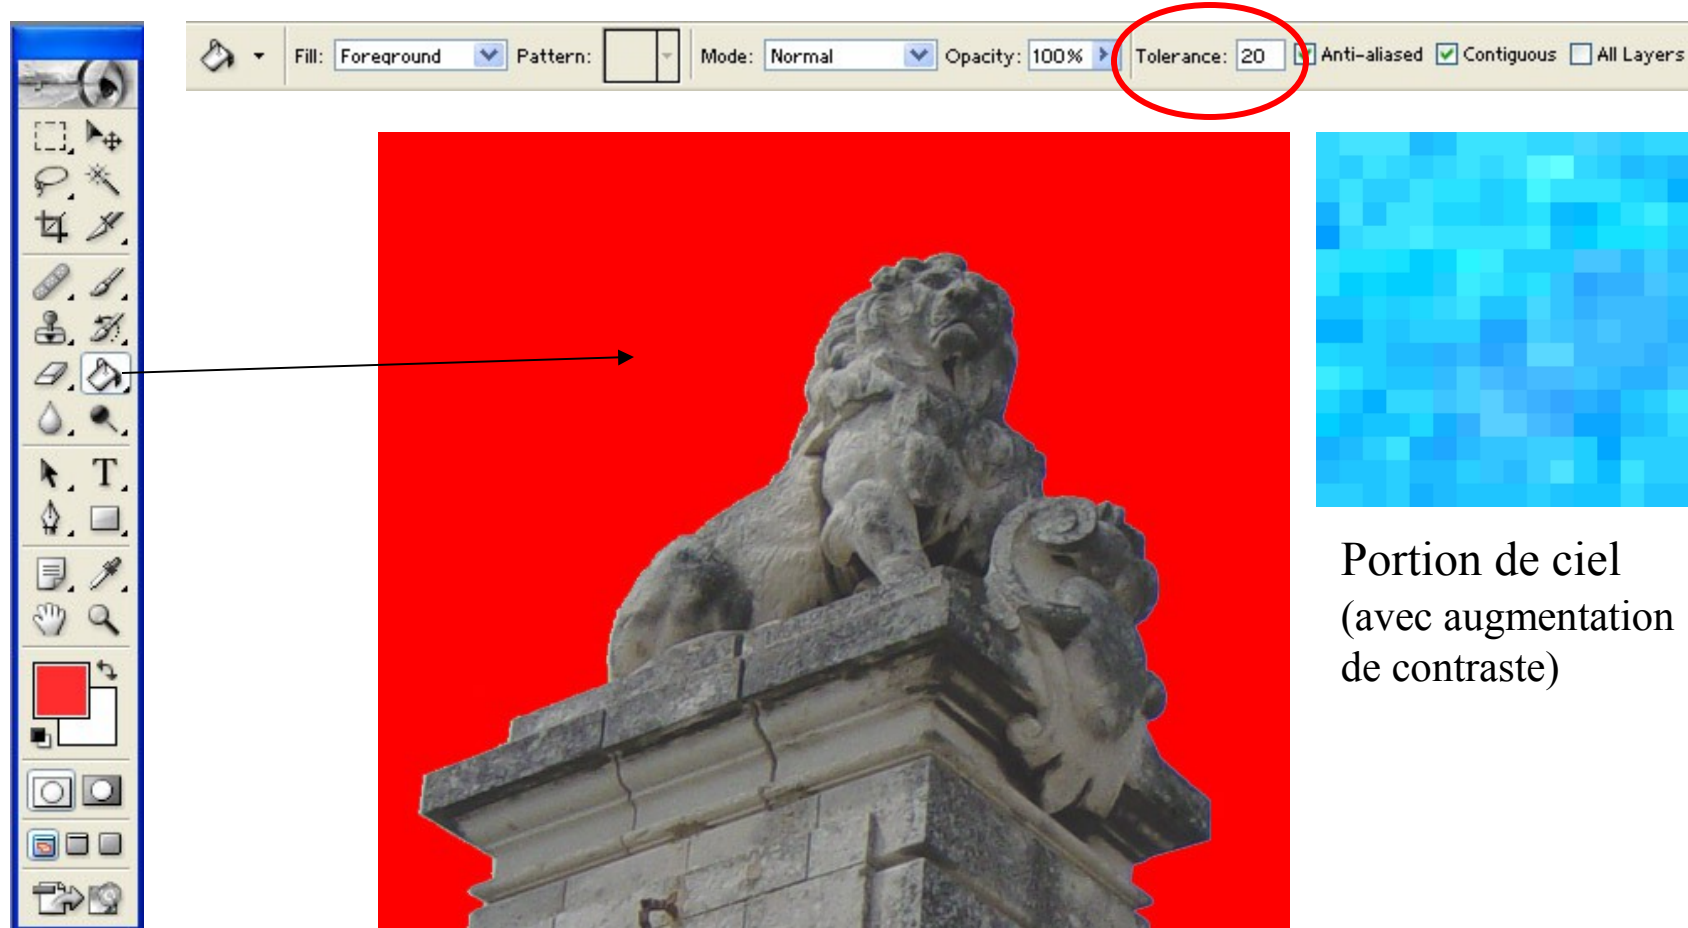 Fill: Foreground Pattern: Mode: Normal Opacity: 100% Tolerance: 20 Anti-aliased Contiguous All Layers
T
Portion de ciel
(avec augmentation
de contraste)